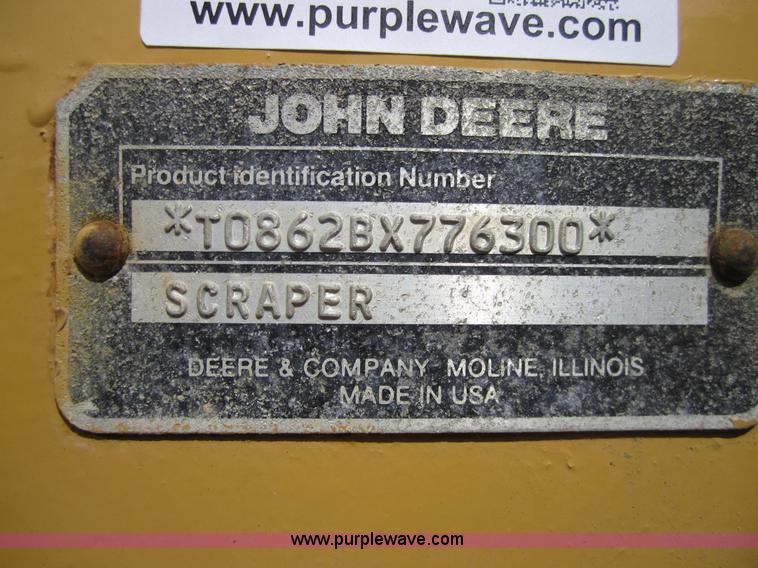 www.purplewave.com
JOHN DEERE
Product Identification Number
*T0862BX776300*
SCRAPER
DEERE & COMPANY MOLINE, ILLINOIS
MADE IN USA
www.purplewave.com